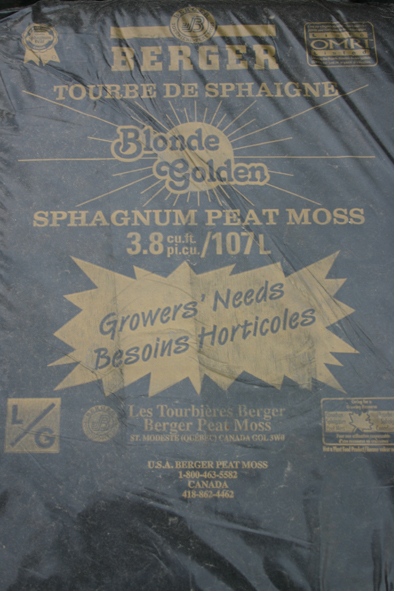 BERGER
OMRI
TOURBE DE SPHAIGNE
Blonde
Golden
SPHAGNUM PEAT MOSS
3.8 cu.ft. pi.cu. /107 L
Growers' Needs
Besoins Horticoles
L/G
Les Tourbières Berger
Berger Peat Moss
ST. MODESTE (QUÉBEC) CANADA G0L 3W0
U.S.A. BERGER PEAT MOSS
1-800-463-5582
CANADA
418-862-4462